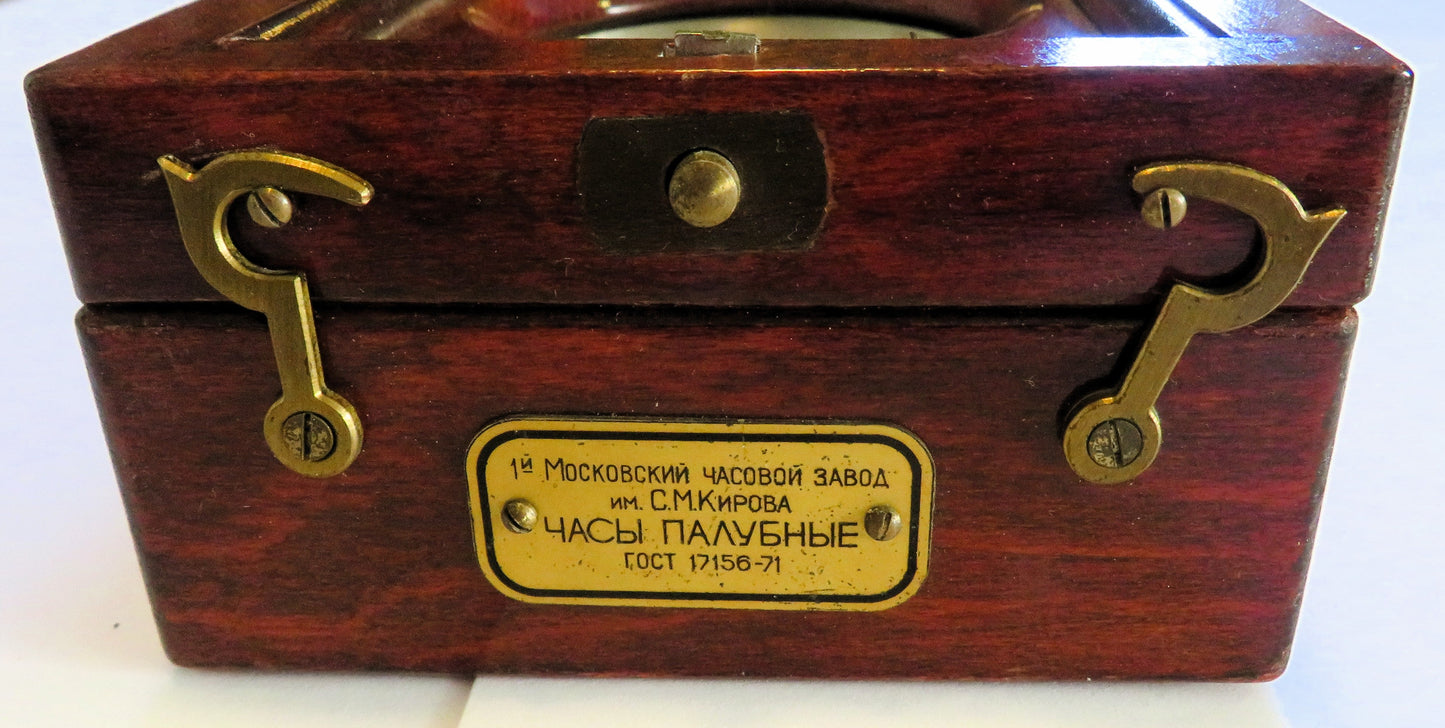 1й Московский часовой завод
им. С.М.Кирова
ЧАСЫ ПАЛУБНЫЕ
ГОСТ 17156-71